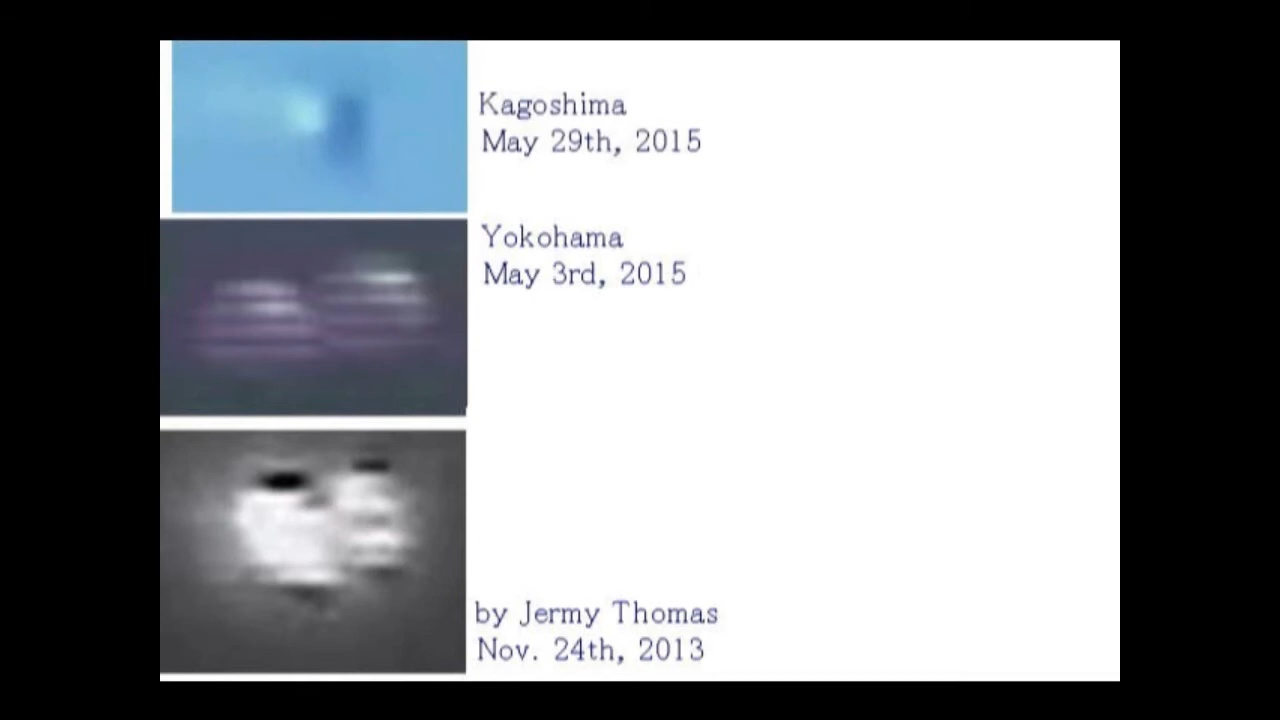 Kagoshima
May 29th, 2015
Yokohama
May 3rd, 2015
by Jermy Thomas
Nov. 24th, 2013